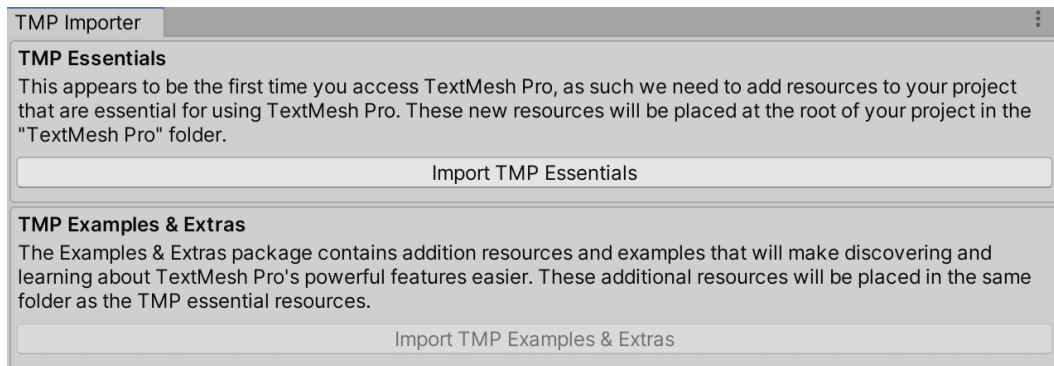 TMP Importer
TMP Essentials
This appears to be the first time you access TextMesh Pro, as such we need to add resources to your project
that are essential for using TextMesh Pro. These new resources will be placed at the root of your project in the
"TextMesh Pro" folder.
Import TMP Essentials
TMP Examples & Extras
The Examples & Extras package contains addition resources and examples that will make discovering and
learning about TextMesh Pro's powerful features easier. These additional resources will be placed in the same
folder as the TMP essential resources.
Import TMP Examples & Extras